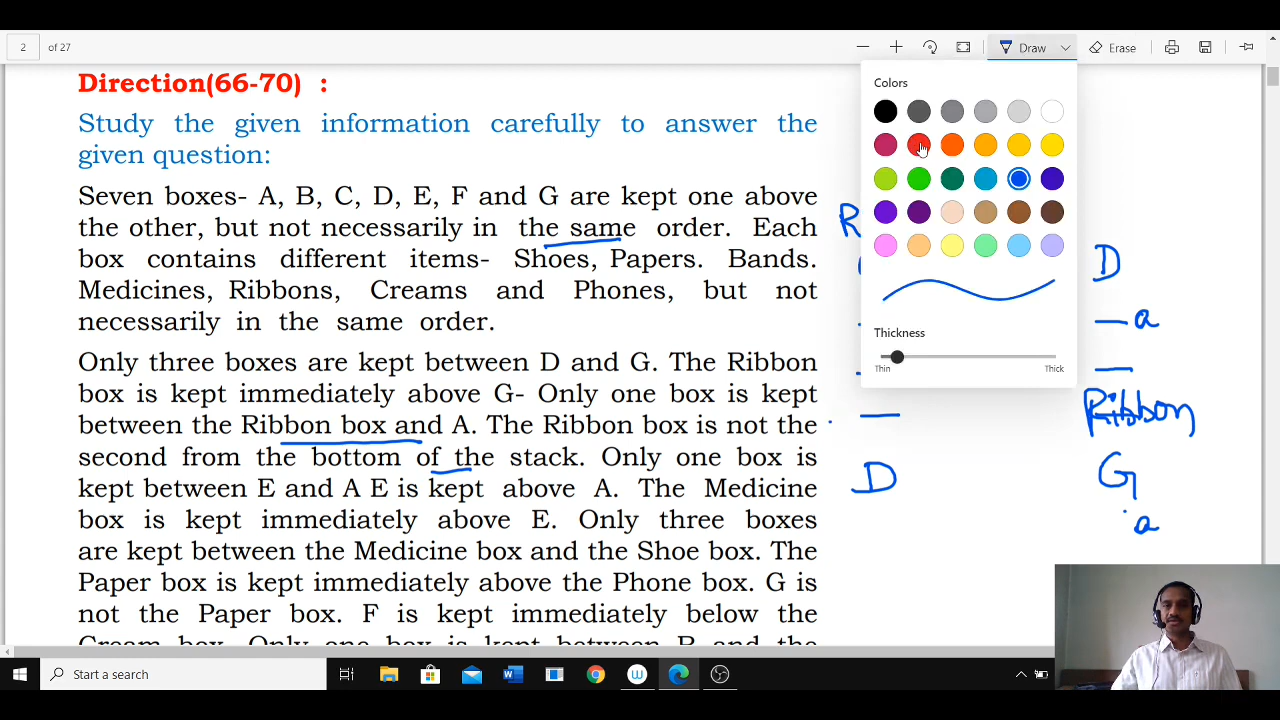 2 of 27
Draw
Erase
Direction(66-70) :
Study the given information carefully to answer the
given question:
Seven boxes- A, B, C, D, E, F and G are kept one above
the other, but not necessarily in the same order. Each
box contains different items- Shoes, Papers. Bands.
Medicines, Ribbons, Creams and Phones, but not
necessarily in the same order.
Only three boxes are kept between D and G. The Ribbon
box is kept immediately above G- Only one box is kept
between the Ribbon box and A. The Ribbon box is not the
second from the bottom of the stack. Only one box is
kept between E and A E is kept above A. The Medicine
box is kept immediately above E. Only three boxes
are kept between the Medicine box and the Shoe box. The
Paper box is kept immediately above the Phone box. G is
not the Paper box. F is kept immediately below the
Colors
Thickness
Thin Thick
R
D
D
a
Ribbon
G
a
Start a search